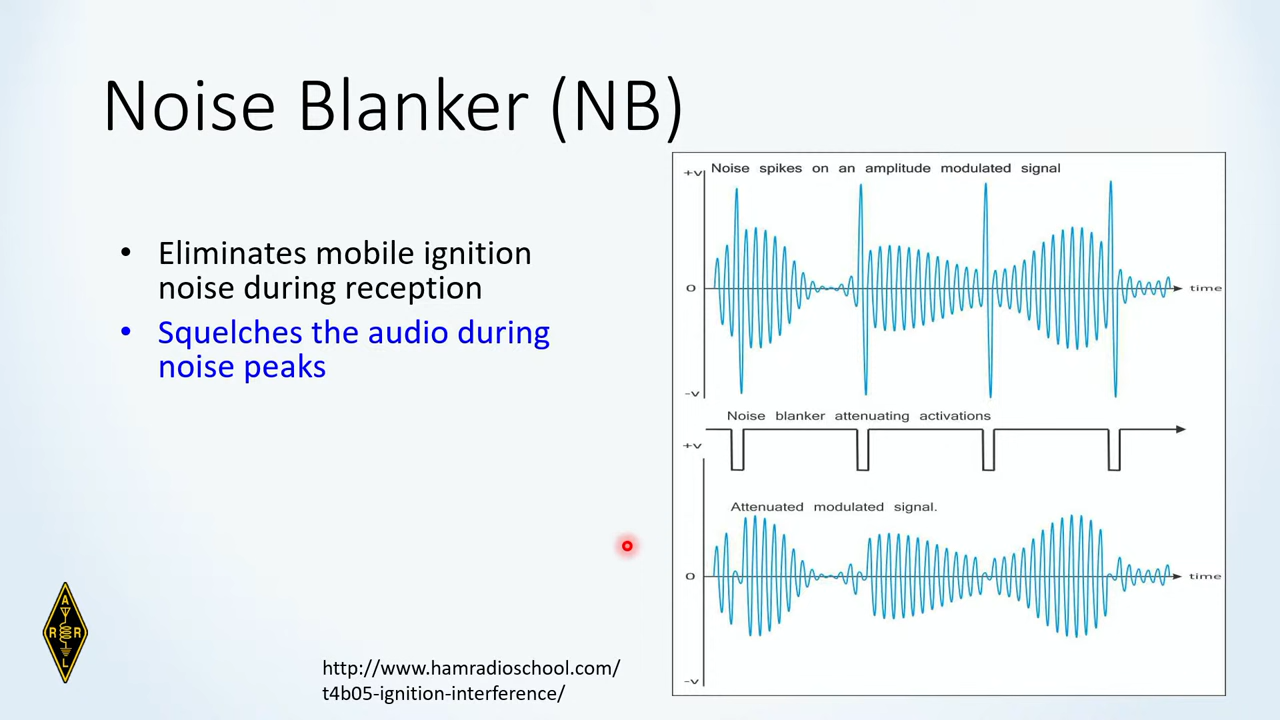 Noise Blanker (NB)
• Eliminates mobile ignition
noise during reception
• Squelches the audio during
noise peaks
http://www.hamradioschool.com/
t4b05-ignition-interference/
A
R R
L
+v
Noise spikes on an amplitude modulated signal
0
time
-v
Noise blanker attenuating activations
+v
Attenuated modulated signal.
0
time
-v